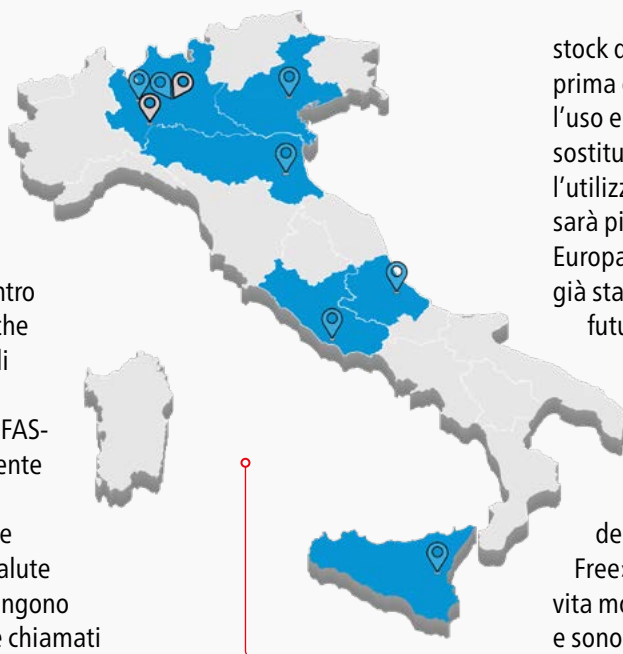 ntro
che
li
FAS-
ente
e
alute
ngono
e chiamati
stock d
prima
l'uso e
sostitu
l'utilizz
sarà pi
Europa
già sta
futu
de
Free:
vita mo
e sono